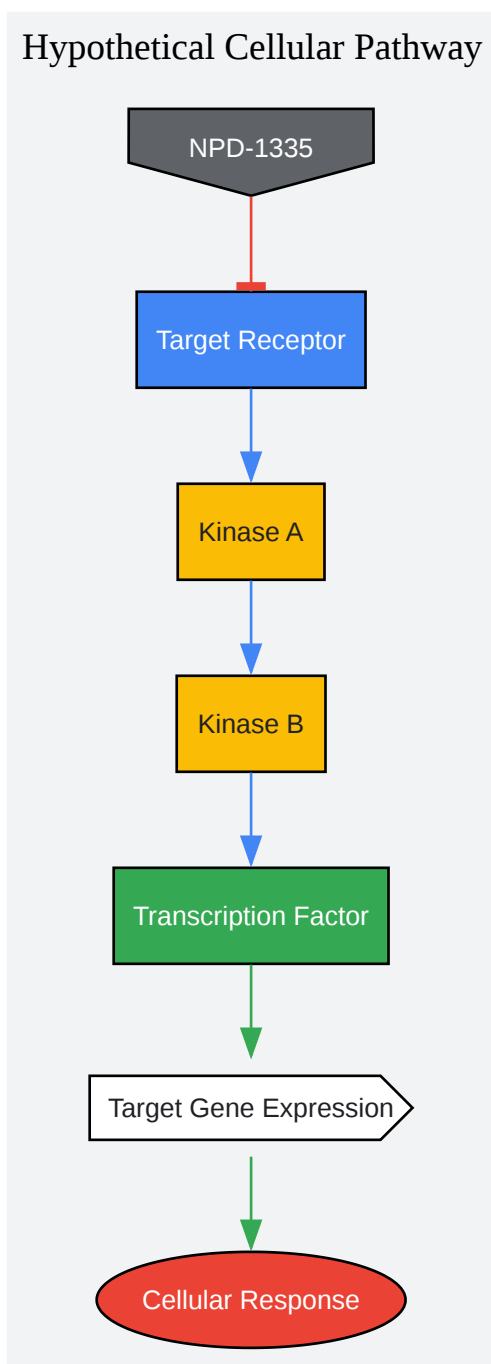 Hypothetical Cellular Pathway
NPD-1335
Target Receptor
Kinase A
Kinase B
Transcription Factor
Target Gene Expression
Cellular Response